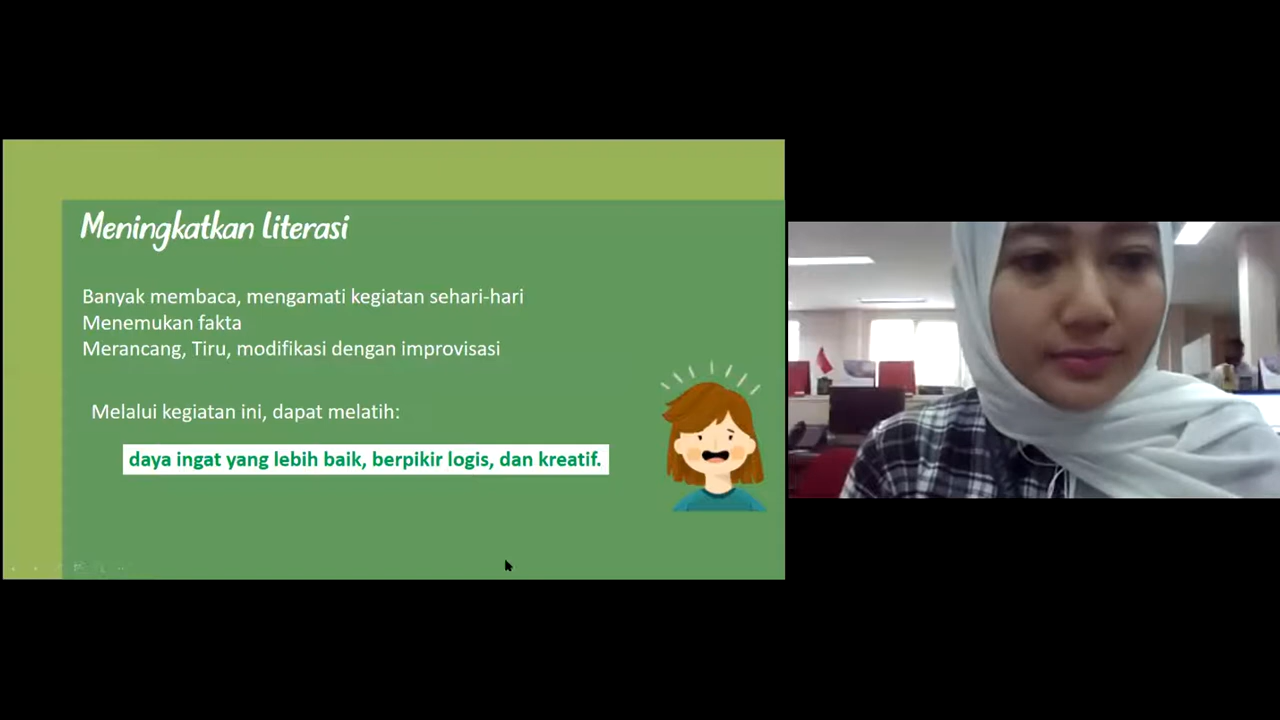 Meningkatkan literasi
Banyak membaca, mengamati kegiatan sehari-hari
Menemukan fakta
Merancang, Tiru, modifikasi dengan improvisasi
Melalui kegiatan ini, dapat melatih:
daya ingat yang lebih baik, berpikir logis, dan kreatif.